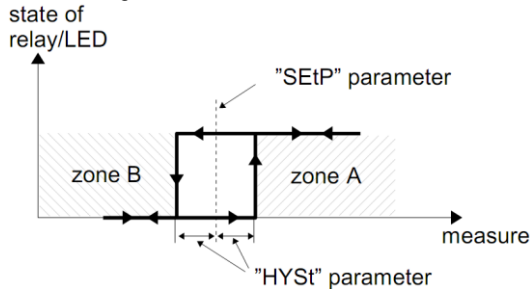 state of
relay/LED
"SEtP" parameter
zone B
zone A
measure
"HYSt" parameter